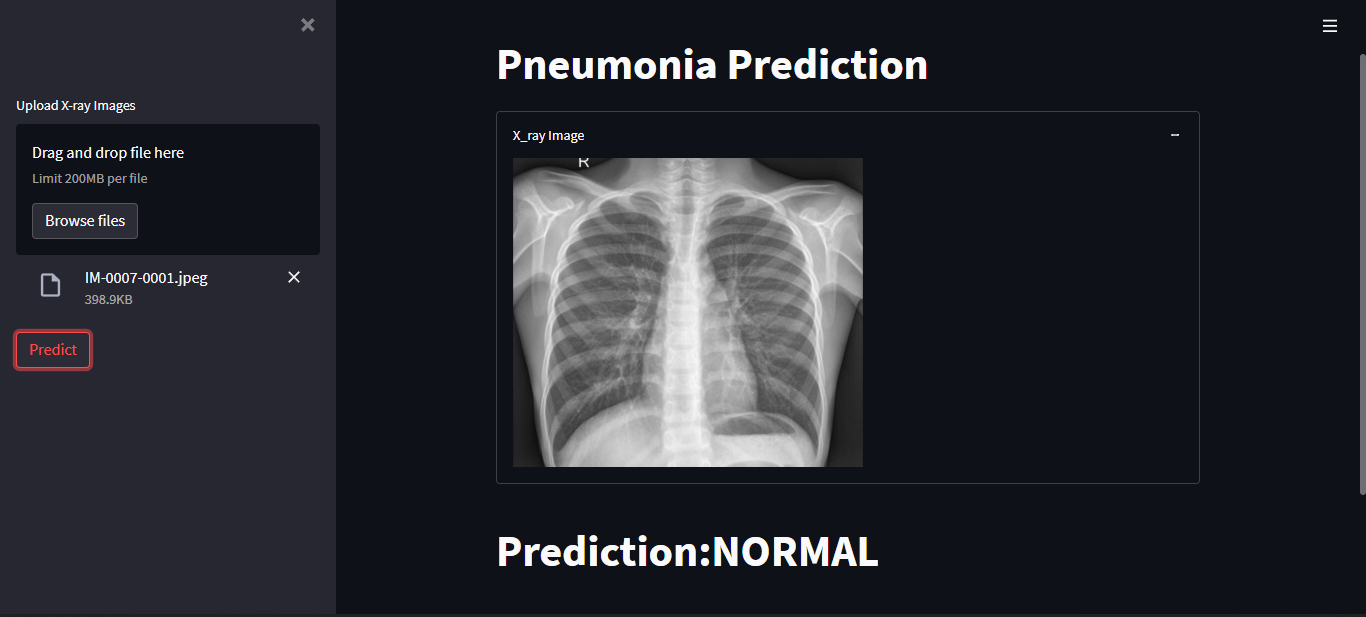 Upload X-ray Images
Drag and drop file here
Limit 200MB per file
Browse files
IM-0007-0001.jpeg
398.9KB
Predict
Pneumonia Prediction
X_ray Image
R
Prediction:NORMAL